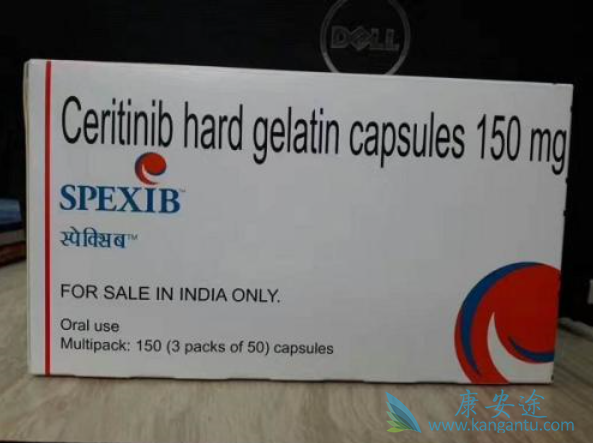 DELL
Ceritinib hard gelatin capsules 150 mg
SPEXIB™
स्पेक्सिब™
FOR SALE IN INDIA ONLY.
Oral use
Multipack: 150 (3 packs of 50) capsules
康安途
www.kangantu.com